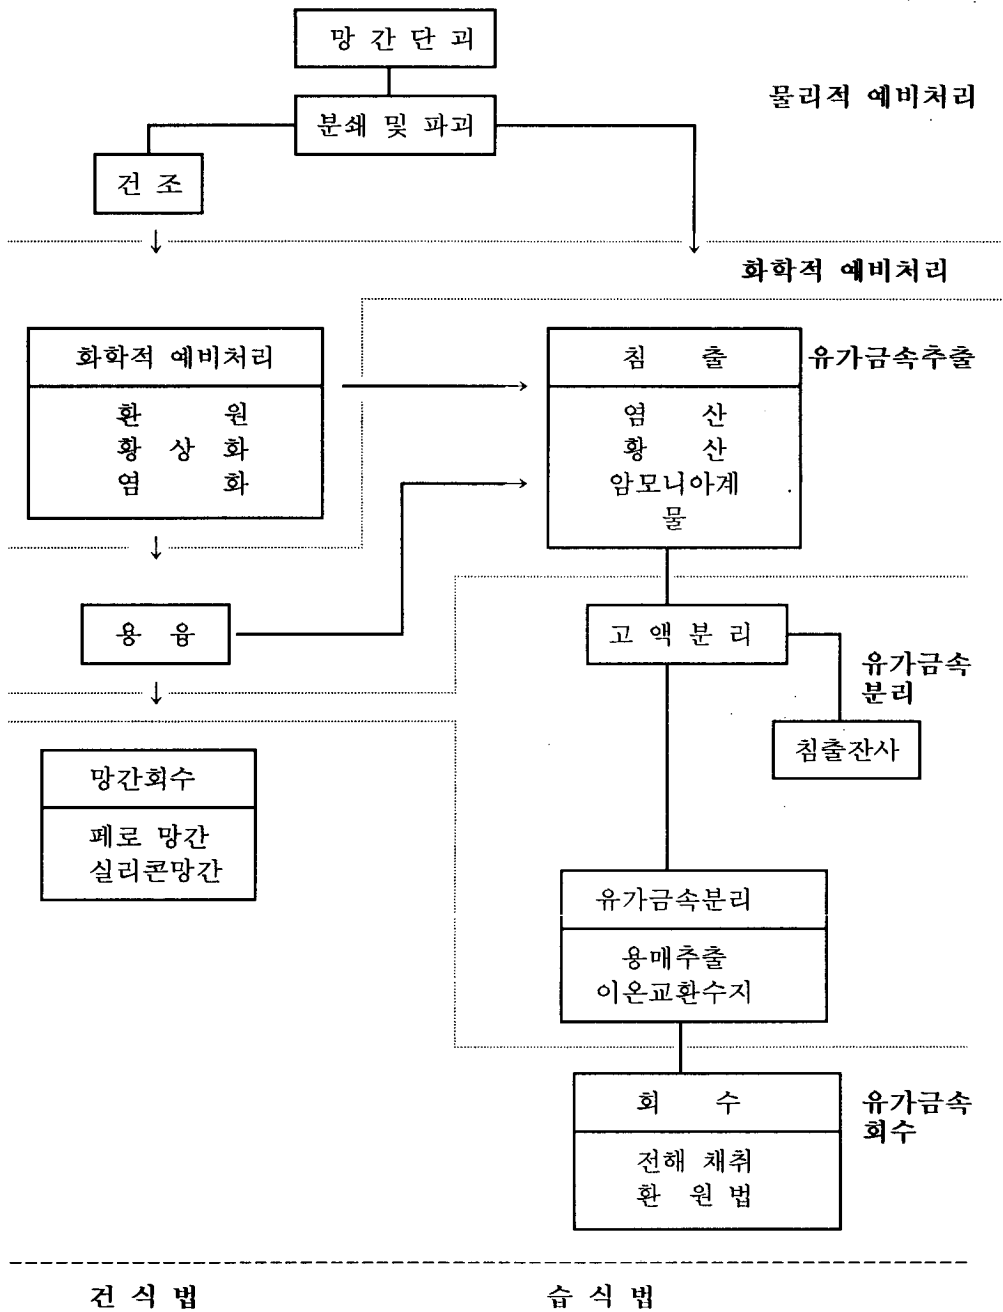 망 간 단 괴
물리적 예비처리
분쇄 및 파괴
건 조
화학적 예비처리
화학적 예비처리
환 원
황 상 화
염 화
침 출
유가금속추출
염 산
황 산
암모니아계
물
용 융
고 액 분 리
유가금속
분리
침출잔사
망간회수
페로 망간
실리콘망간
유가금속분리
용매추출
이온교환수지
회 수
유가금속
회수
전해 채취
환 원 법
건 식 법
습 식 법